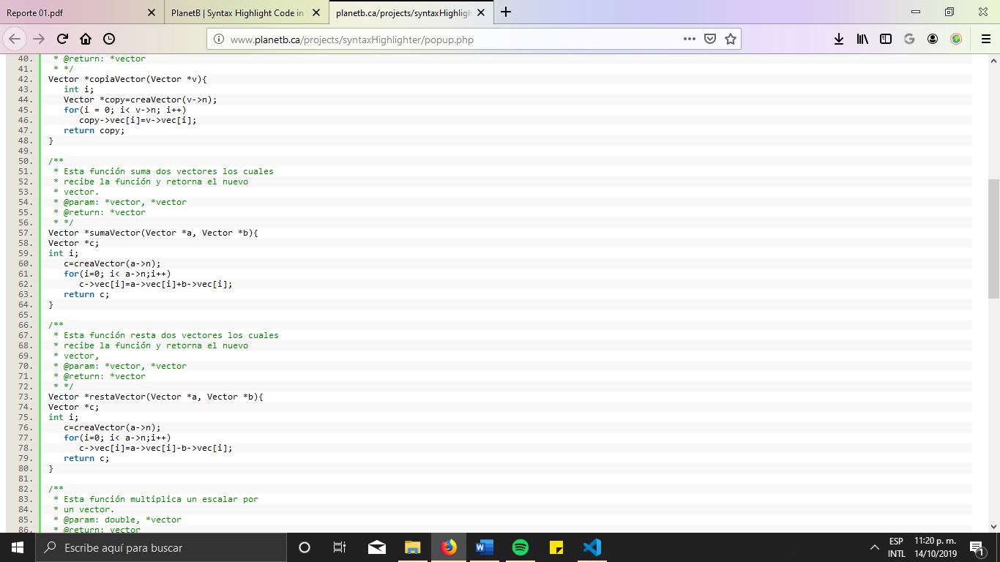 Reporte 01.pdf
PlanetB | Syntax Highlight Code in
planetb.ca/projects/syntaxHighligh
www.planetb.ca/projects/syntaxHighlighter/popup.php
40. * @return: *vector
41. * */
42. Vector *copiaVector(Vector *v){
43. int i;
44. Vector *copy=creaVector(v->n);
45. for(i = 0; i< v->n; i++)
46. copy->vec[i]=v->vec[i];
47. return copy;
48. }
49.
50. /**
51. * Esta función suma dos vectores los cuales
52. * recibe la función y retorna el nuevo
53. * vector.
54. * @param: *vector, *vector
55. * @return: *vector
56. * */
57. Vector *sumaVector(Vector *a, Vector *b){
58. Vector *c;
59. int i;
60. c=creaVector(a->n);
61. for(i=0; i< a->n;i++)
62. c->vec[i]=a->vec[i]+b->vec[i];
63. return c;
64. }
65.
66. /**
67. * Esta función resta dos vectores los cuales
68. * recibe la función y retorna el nuevo
69. * vector,
70. * @param: *vector, *vector
71. * @return: *vector
72. * */
73. Vector *restaVector(Vector *a, Vector *b){
74. Vector *c;
75. int i;
76. c=creaVector(a->n);
77. for(i=0; i< a->n;i++)
78. c->vec[i]=a->vec[i]-b->vec[i];
79. return c;
80. }
81.
82. /**
83. * Esta función multiplica un escalar por
84. * un vector.
85. * @param: double, *vector
86. * @return: vector
Escribe aquí para buscar
ESP
INTL
11:20 p. m.
14/10/2019
1